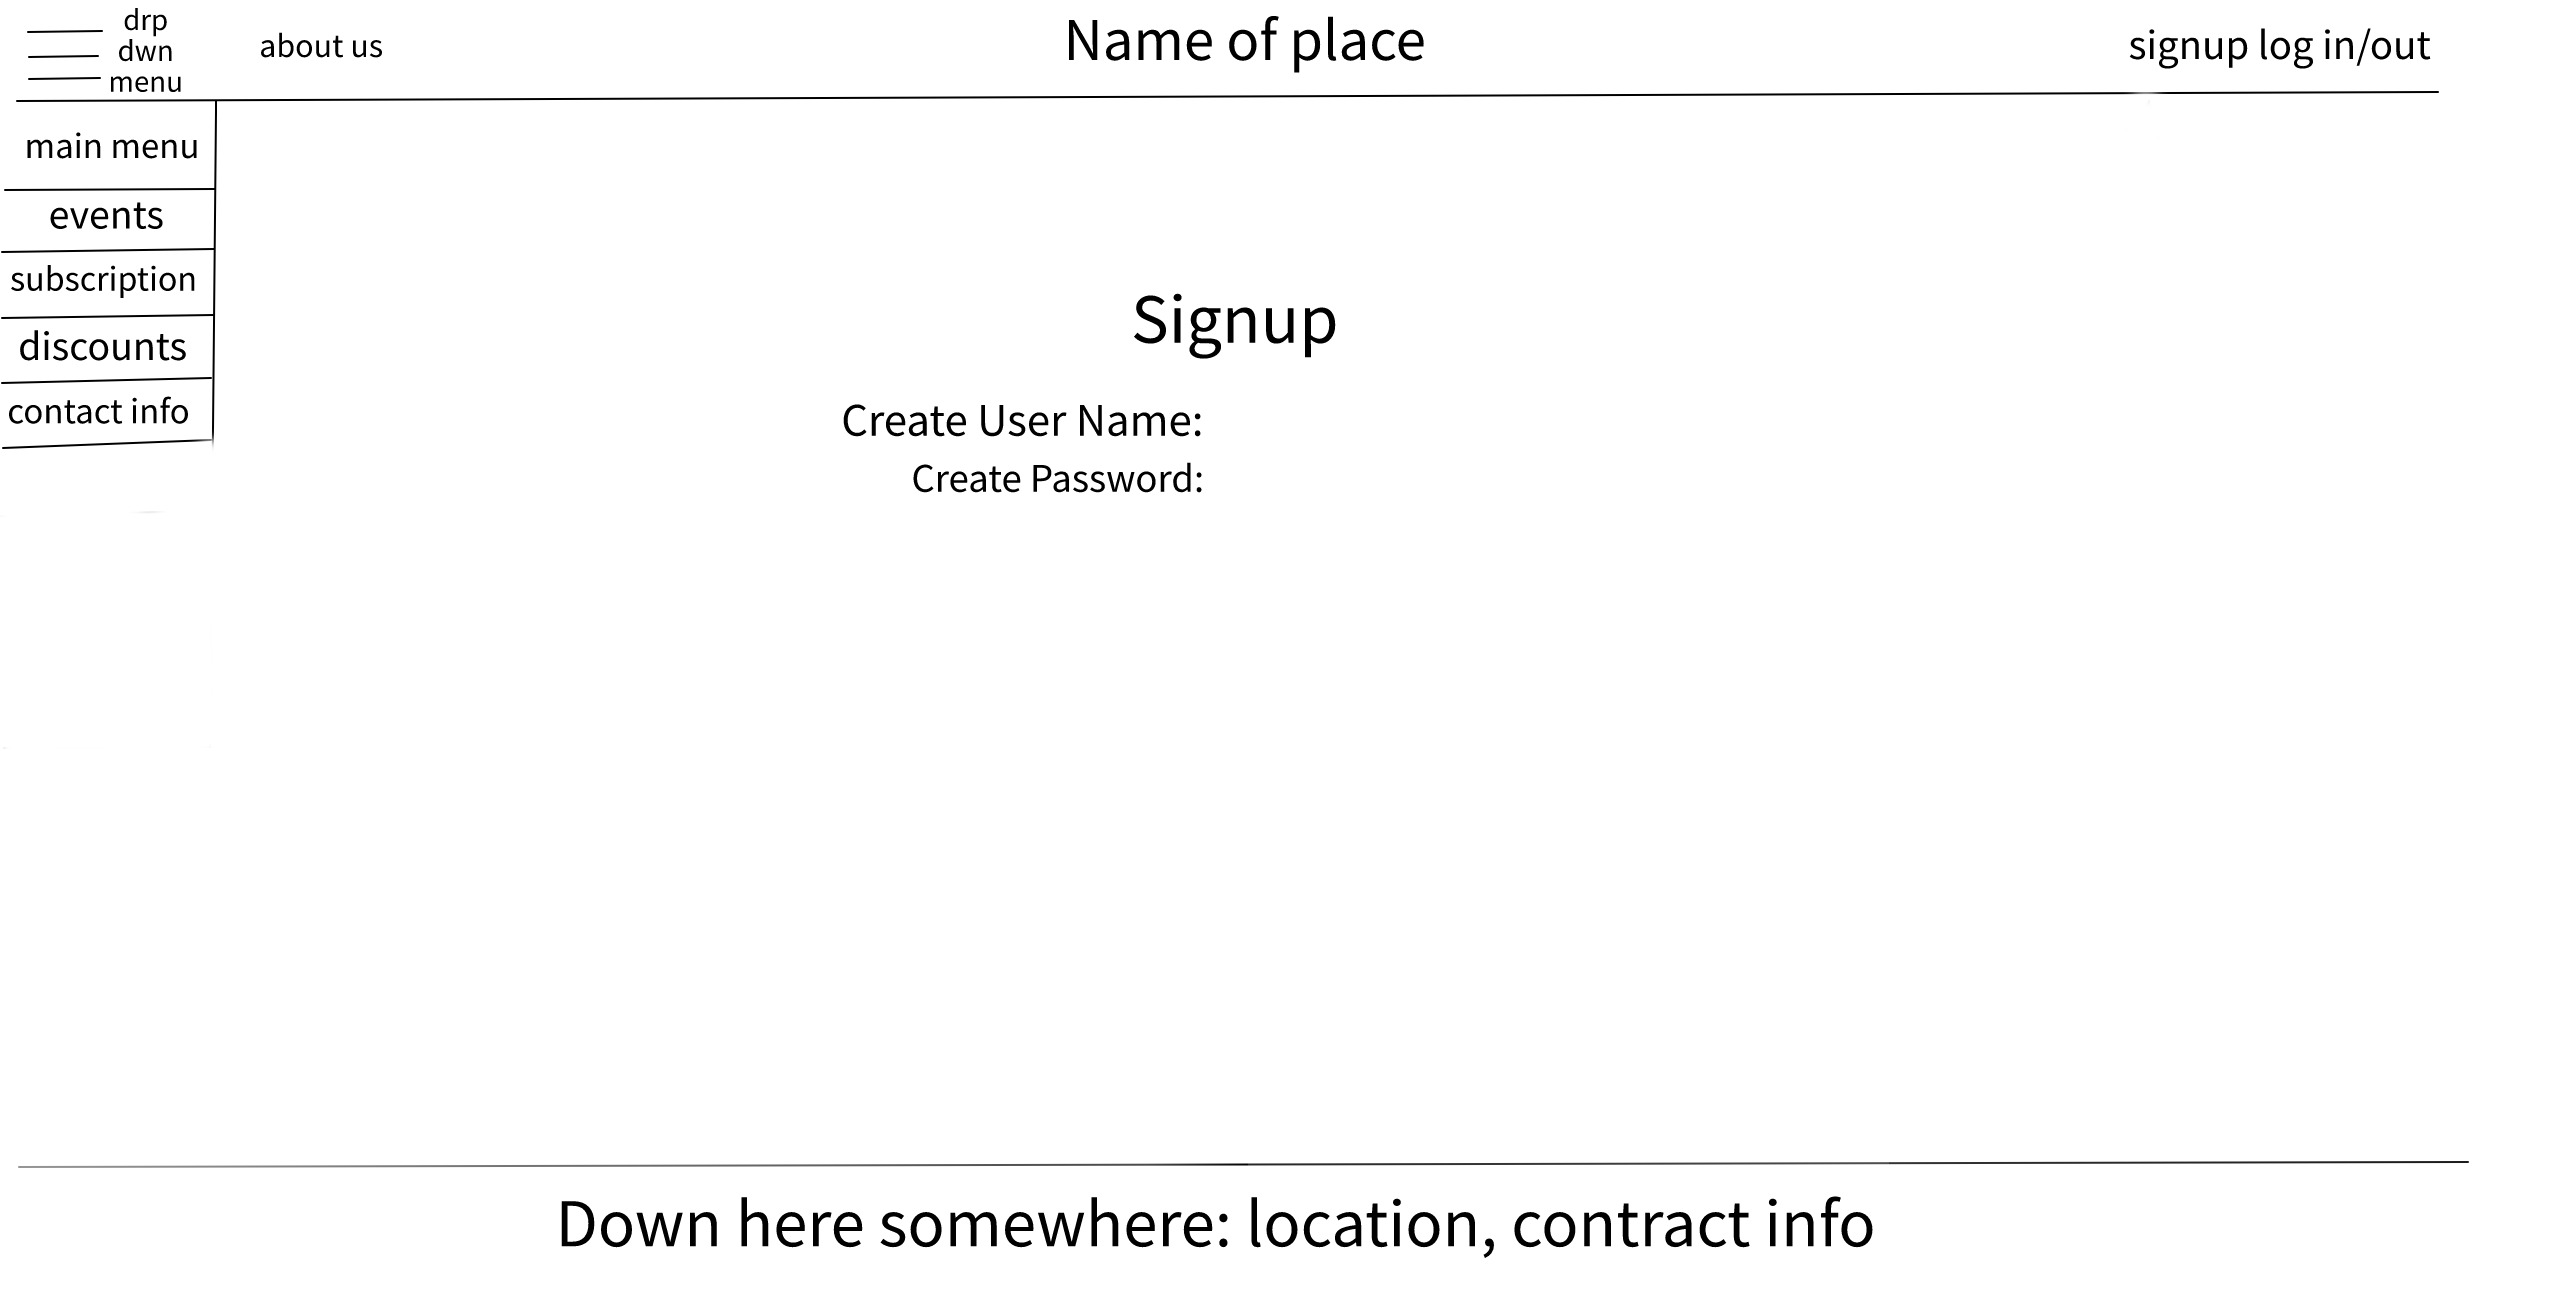 drp
dwn
menu
about us
Name of place
signup log in/out
main menu
events
subscription
discounts
contact info
Signup
Create User Name:
Create Password:
Down here somewhere: location, contract info